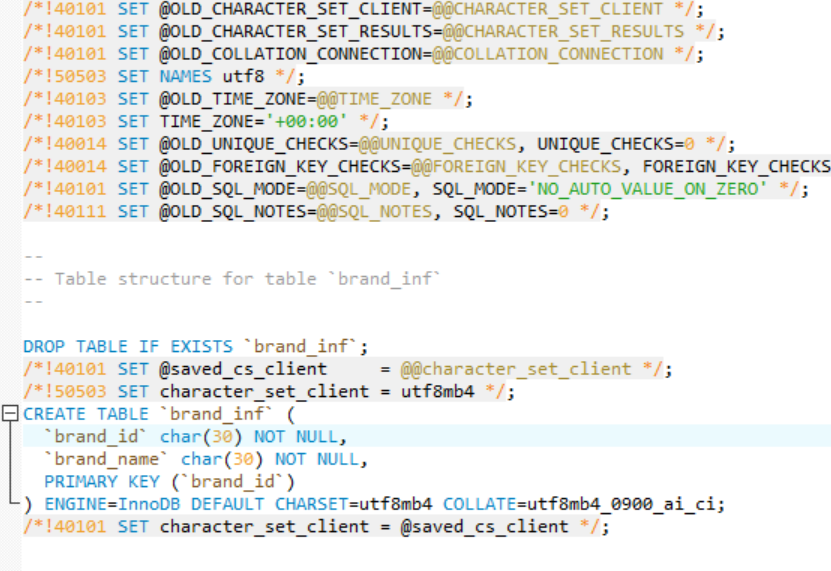 /*!40101 SET @OLD_CHARACTER_SET_CLIENT=@@CHARACTER_SET_CLIENT */;
/*!40101 SET @OLD_CHARACTER_SET_RESULTS=@@CHARACTER_SET_RESULTS */;
/*!40101 SET @OLD_COLLATION_CONNECTION=@@COLLATION_CONNECTION */;
/*!50503 SET NAMES utf8 */;
/*!40103 SET @OLD_TIME_ZONE=@@TIME_ZONE */;
/*!40103 SET TIME_ZONE='+00:00' */;
/*!40014 SET @OLD_UNIQUE_CHECKS=@@UNIQUE_CHECKS, UNIQUE_CHECKS=0 */;
/*!40014 SET @OLD_FOREIGN_KEY_CHECKS=@@FOREIGN_KEY_CHECKS, FOREIGN_KEY_CHECKS
/*!40101 SET @OLD_SQL_MODE=@@SQL_MODE, SQL_MODE='NO_AUTO_VALUE_ON_ZERO' */;
/*!40111 SET @OLD_SQL_NOTES=@@SQL_NOTES, SQL_NOTES=0 */;
--
-- Table structure for table `brand_inf`
--
DROP TABLE IF EXISTS `brand_inf`;
/*!40101 SET @saved_cs_client     = @@character_set_client */;
/*!50503 SET character_set_client = utf8mb4 */;
CREATE TABLE `brand_inf` (
  `brand_id` char(30) NOT NULL,
  `brand_name` char(30) NOT NULL,
  PRIMARY KEY (`brand_id`)
) ENGINE=InnoDB DEFAULT CHARSET=utf8mb4 COLLATE=utf8mb4_0900_ai_ci;
/*!40101 SET character_set_client = @saved_cs_client */;